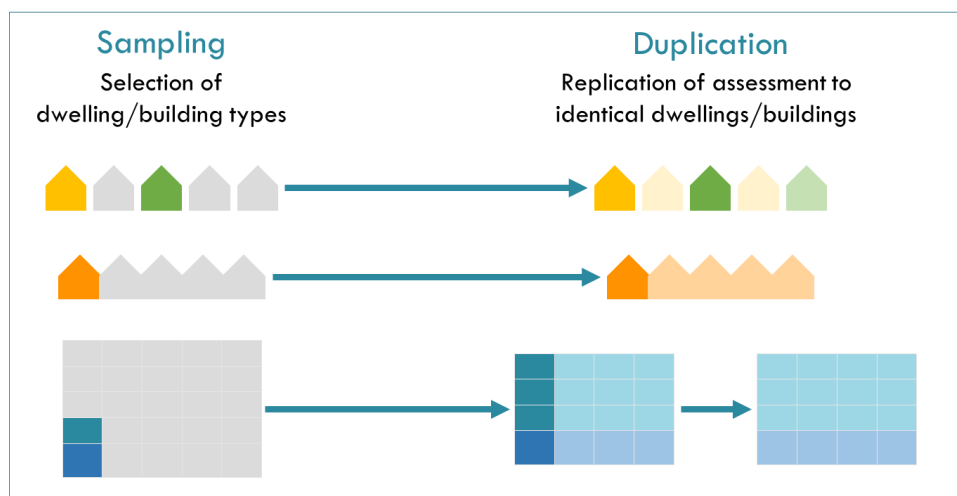 Sampling
Selection of
dwelling/building types
Duplication
Replication of assessment to
identical dwellings/buildings